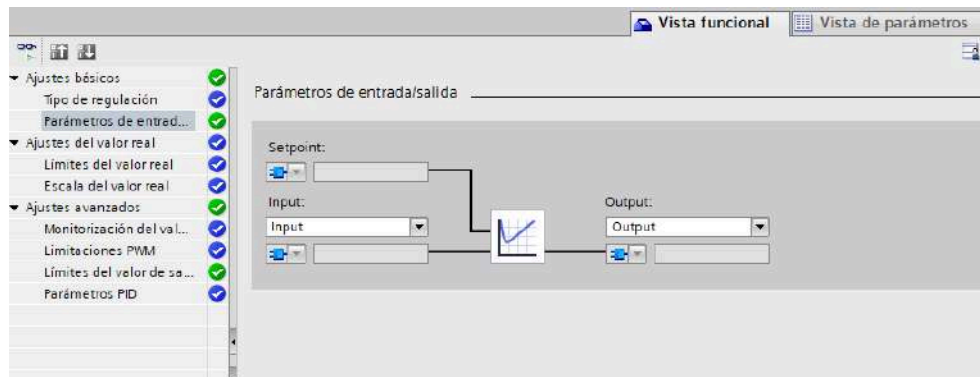 Vista funcional
Vista de parámetros
Ajustes básicos
Tipo de regulación
Parámetros de entrad...
Ajustes del valor real
Límites del valor real
Escala del valor real
Ajustes avanzados
Monitorización del val...
Limitaciones PWM
Límites del valor de sa...
Parámetros PID
Parámetros de entrada/salida
Setpoint:
Input:
Input
Output:
Output